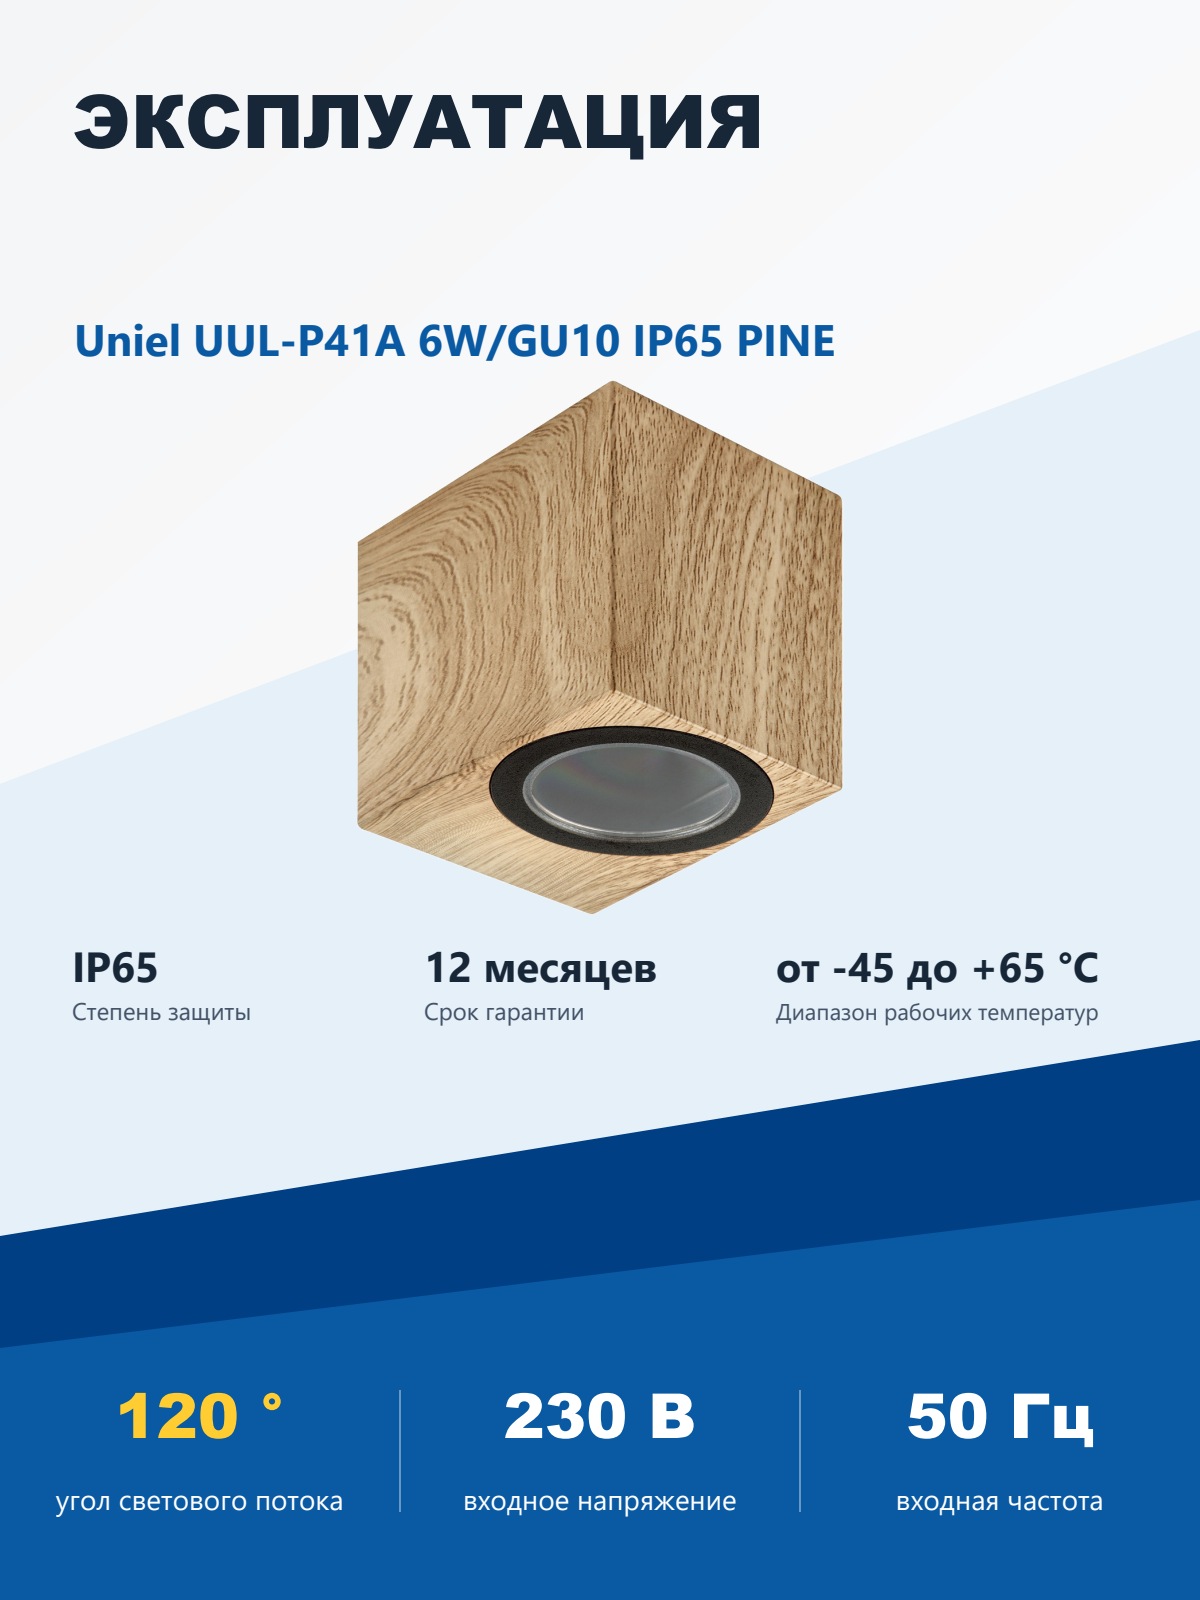 ЭКСПЛУАТАЦИЯ
Uniel UUL-P41A 6W/GU10 IP65 PINE
IP65
Степень защиты
12 месяцев
Срок гарантии
от -45 до +65 °C
Диапазон рабочих температур
120 °
угол светового потока
230 В
входное напряжение
50 Гц
входная частота